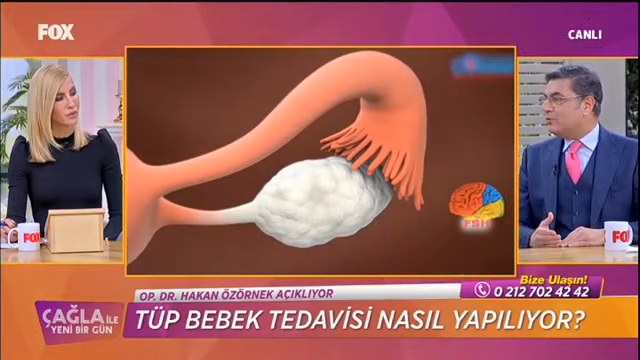 FOX
CANLI
FSH
FOX
FOX
Bize Ulaşın!
0 212 702 42 42
OP. DR. HAKAN ÖZÖRNEK AÇIKLIYOR
ÇAĞLA İLE
YENİ BİR GÜN
TÜP BEBEK TEDAVİSİ NASIL YAPILIYOR?